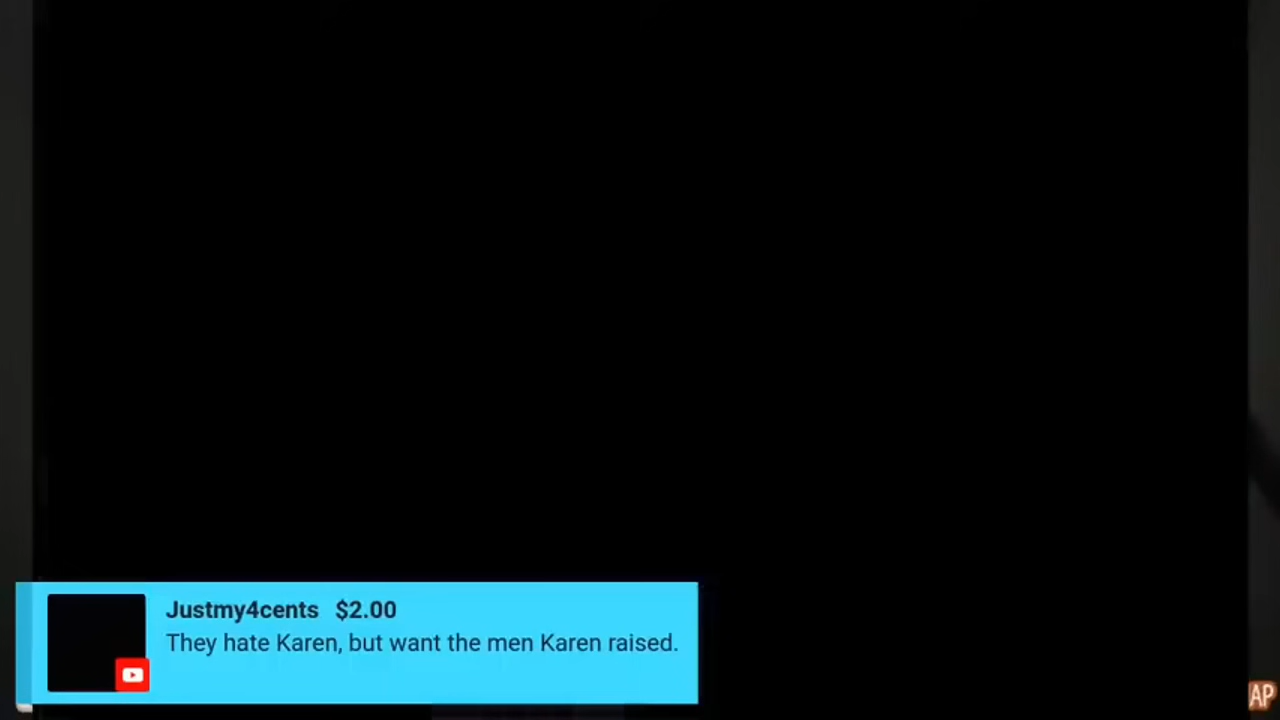 Justmy4cents $2.00
They hate Karen, but want the men Karen raised.
AP